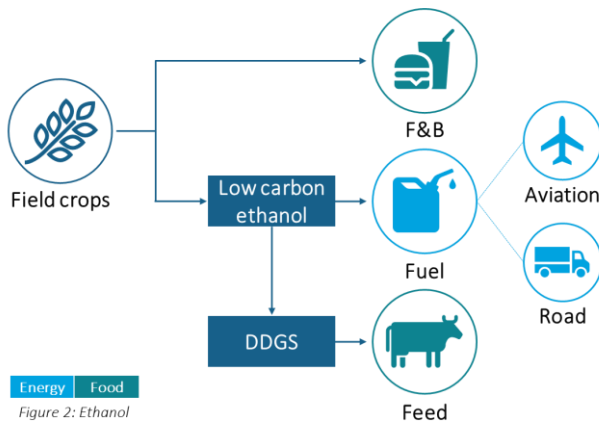 F&B
Field crops
Low carbon
ethanol
Aviation
Fuel
Road
DDGS
Feed
Energy Food
Figure 2: Ethanol